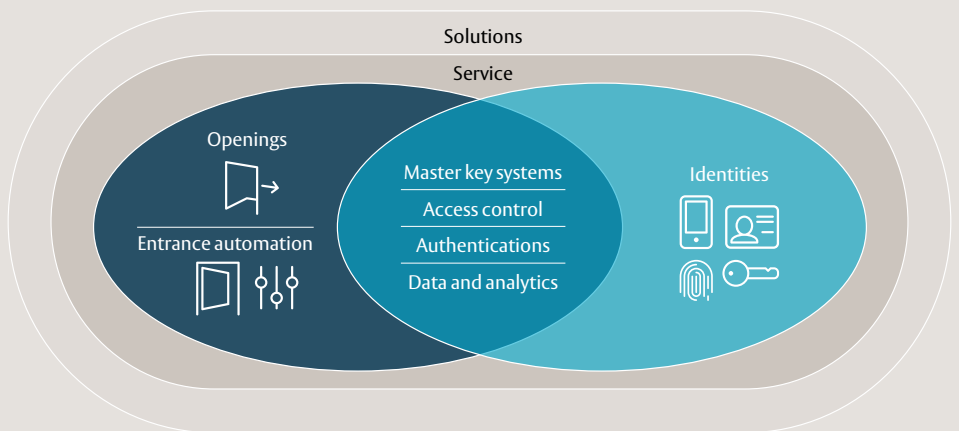 Solutions
Service
Openings
Entrance automation
Master key systems
Access control
Authentications
Data and analytics
Identities